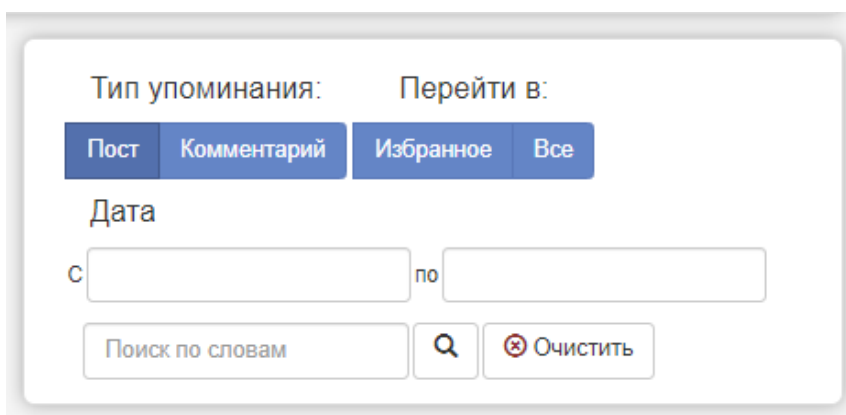 Тип упоминания: Перейти в:
Пост Комментарий Избранное Все
Дата
С по
Поиск по словам Очистить